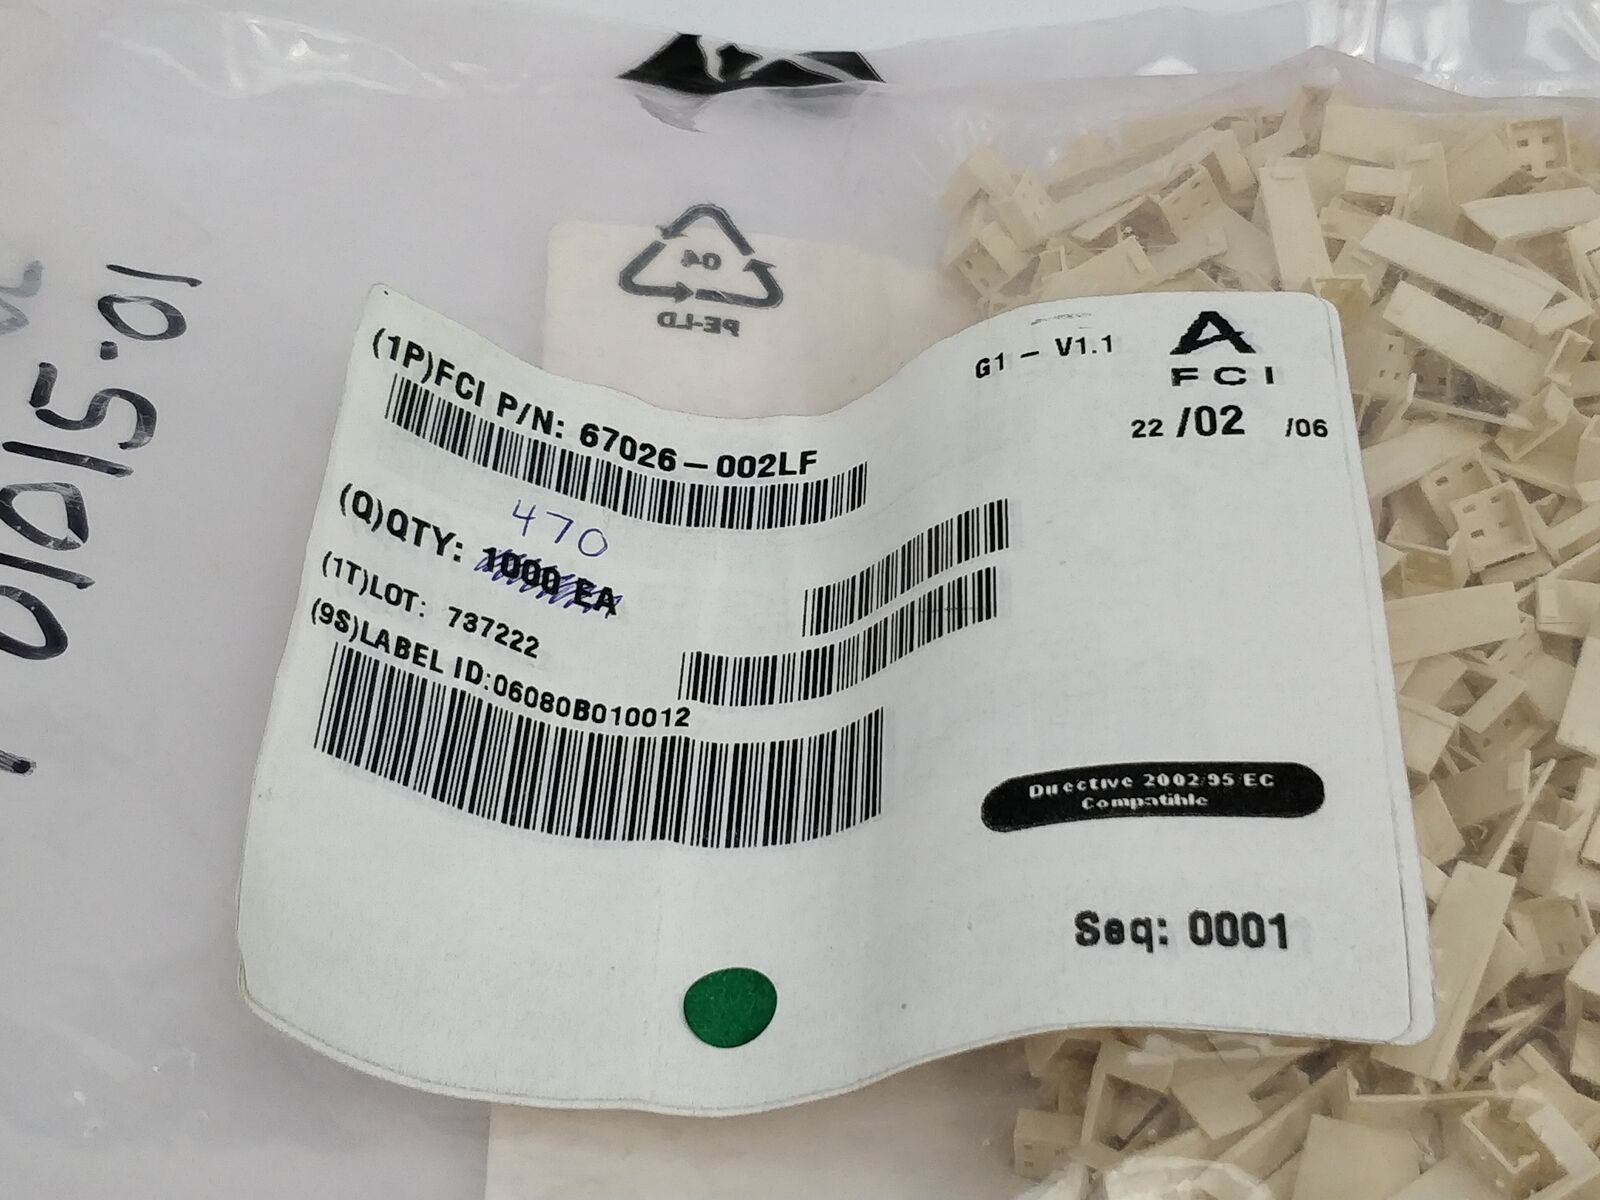 04
PE-LD
G1 - V1.1
FCI
22 /02 /06
(1P)FCI P/N: 67026-002LF
470
(Q)QTY: 1000 EA
(1T)LOT: 737222
(9S)LABEL ID:06080B010012
Directive 2002/95/EC
Compatible
Seq: 0001